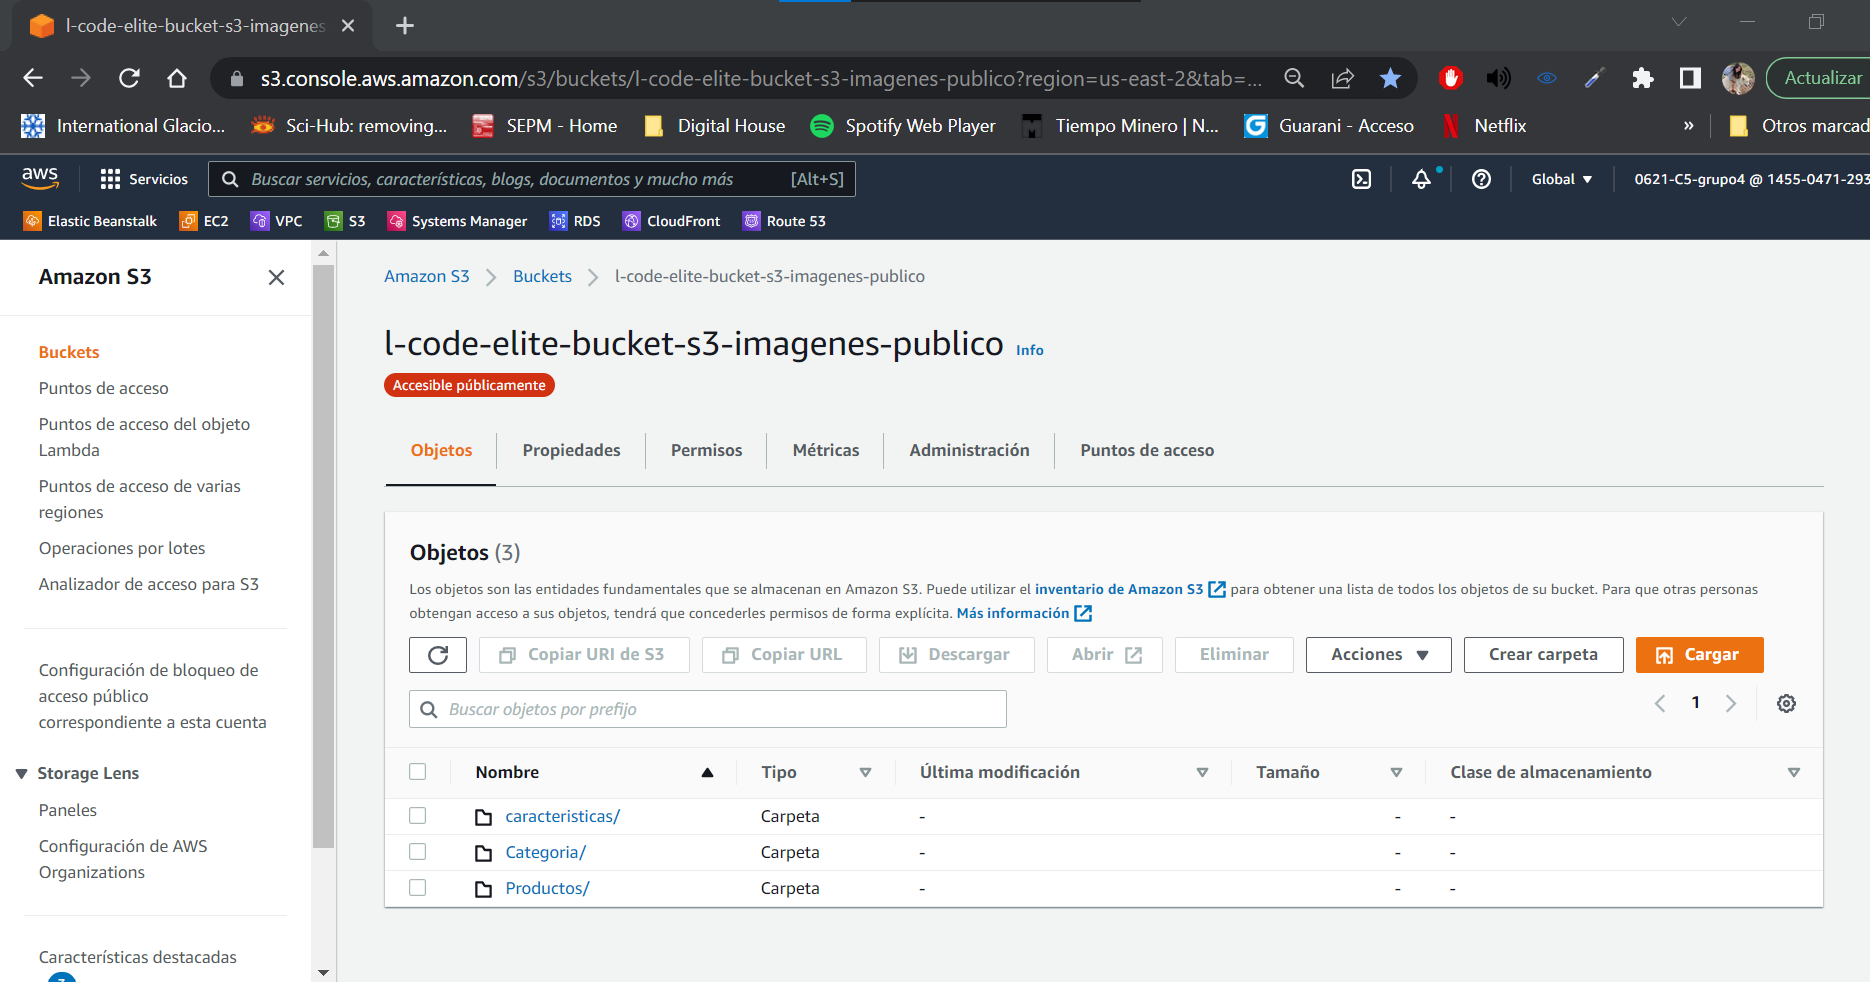 l-code-elite-bucket-s3-imagenes
s3.console.aws.amazon.com/s3/buckets/l-code-elite-bucket-s3-imagenes-publico?region=us-east-2&tab=...
Actualizar
International Glacio...
Sci-Hub: removing...
SEPM - Home
Digital House
Spotify Web Player
Tiempo Minero | N...
Guarani - Acceso
Netflix
»
Otros marcad
aws
Servicios
Buscar servicios, características, blogs, documentos y mucho más
[Alt+S]
Global
0621-C5-grupo4 @ 1455-0471-293
Elastic Beanstalk
EC2
VPC
S3
Systems Manager
RDS
CloudFront
Route 53
Amazon S3
Buckets
Puntos de acceso
Puntos de acceso del objeto
Lambda
Puntos de acceso de varias
regiones
Operaciones por lotes
Analizador de acceso para S3
Configuración de bloqueo de
acceso público
correspondiente a esta cuenta
Storage Lens
Paneles
Configuración de AWS
Organizations
Características destacadas
Amazon S3
Buckets
l-code-elite-bucket-s3-imagenes-publico
l-code-elite-bucket-s3-imagenes-publico
Info
Accesible públicamente
Objetos
Propiedades
Permisos
Métricas
Administración
Puntos de acceso
Objetos (3)
Los objetos son las entidades fundamentales que se almacenan en Amazon S3. Puede utilizar el inventario de Amazon S3 para obtener una lista de todos los objetos de su bucket. Para que otras personas
obtengan acceso a sus objetos, tendrá que concederles permisos de forma explícita. Más información
Copiar URI de S3
Copiar URL
Descargar
Abrir
Eliminar
Acciones
Crear carpeta
Cargar
Buscar objetos por prefijo
1
Nombre
Tipo
Última modificación
Tamaño
Clase de almacenamiento
caracteristicas/ Carpeta - - -
Categoria/ Carpeta - - -
Productos/ Carpeta - - -